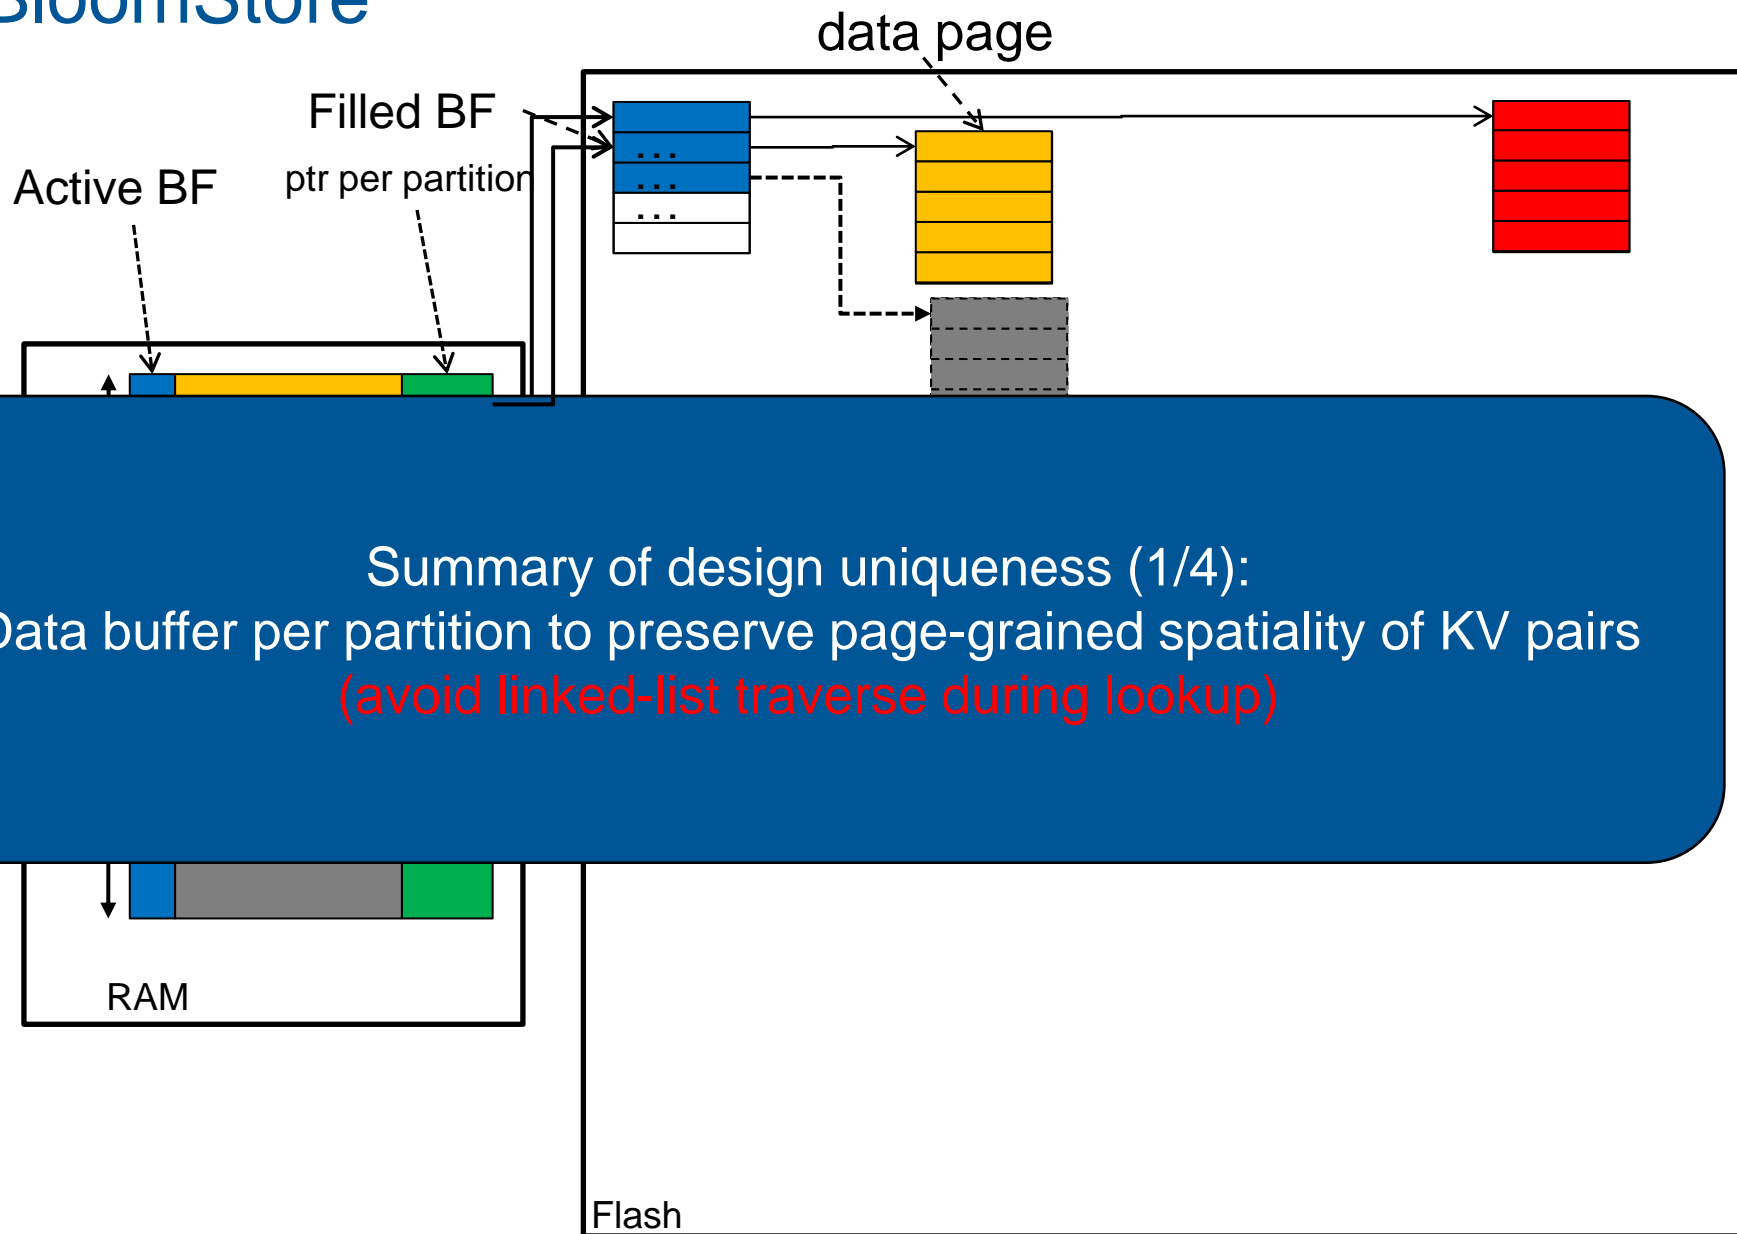 BloomStore
data page
Filled BF
Active BF
ptr per partition
...
...
...
Summary of design uniqueness (1/4):
Data buffer per partition to preserve page-grained spatiality of KV pairs
(avoid linked-list traverse during lookup)
RAM
Flash